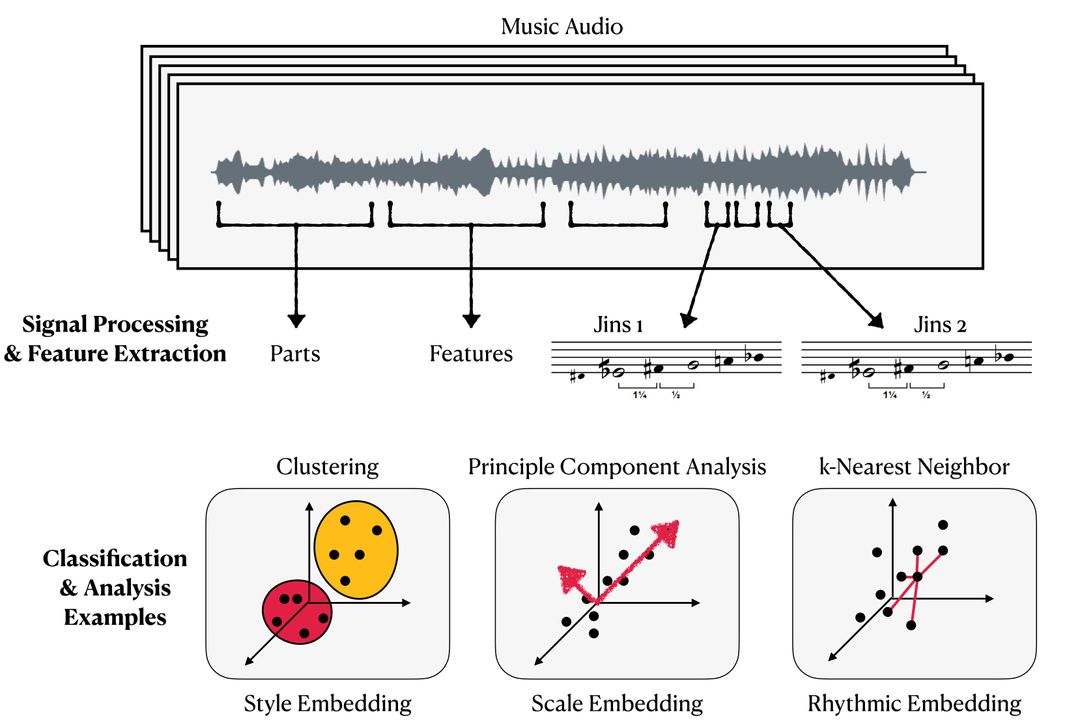 Music Audio
Signal Processing
& Feature Extraction
Parts
Features
Jins 1
Jins 2
1¼ ½
1¼ ½
Clustering
Principle Component Analysis
k-Nearest Neighbor
Classification
& Analysis
Examples
Style Embedding
Scale Embedding
Rhythmic Embedding